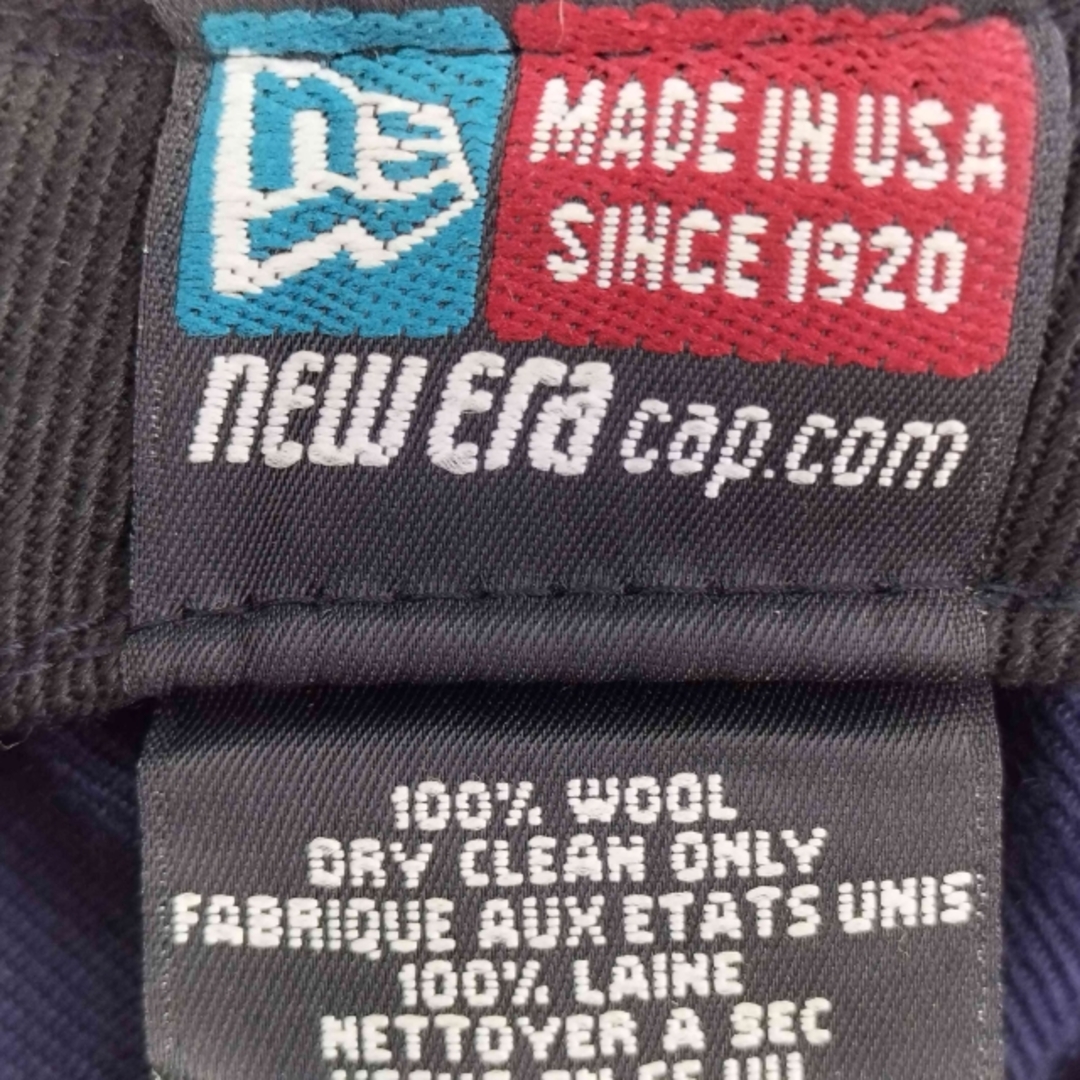 ne
MADE IN USA
SINCE 1920
new era cap.com
100% WOOL
DRY CLEAN ONLY
FABRIQUE AUX ETATS UNIS
100% LAINE
NETTOYER A SEC